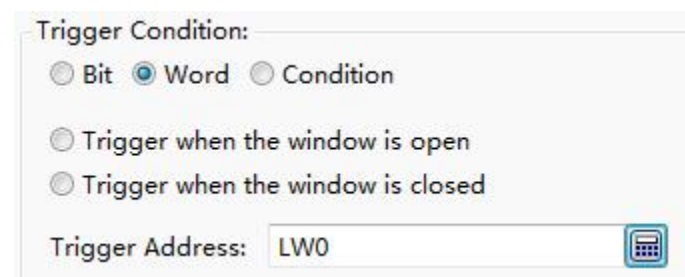 Trigger Condition:
Bit Word Condition
Trigger when the window is open
Trigger when the window is closed
Trigger Address: LW0